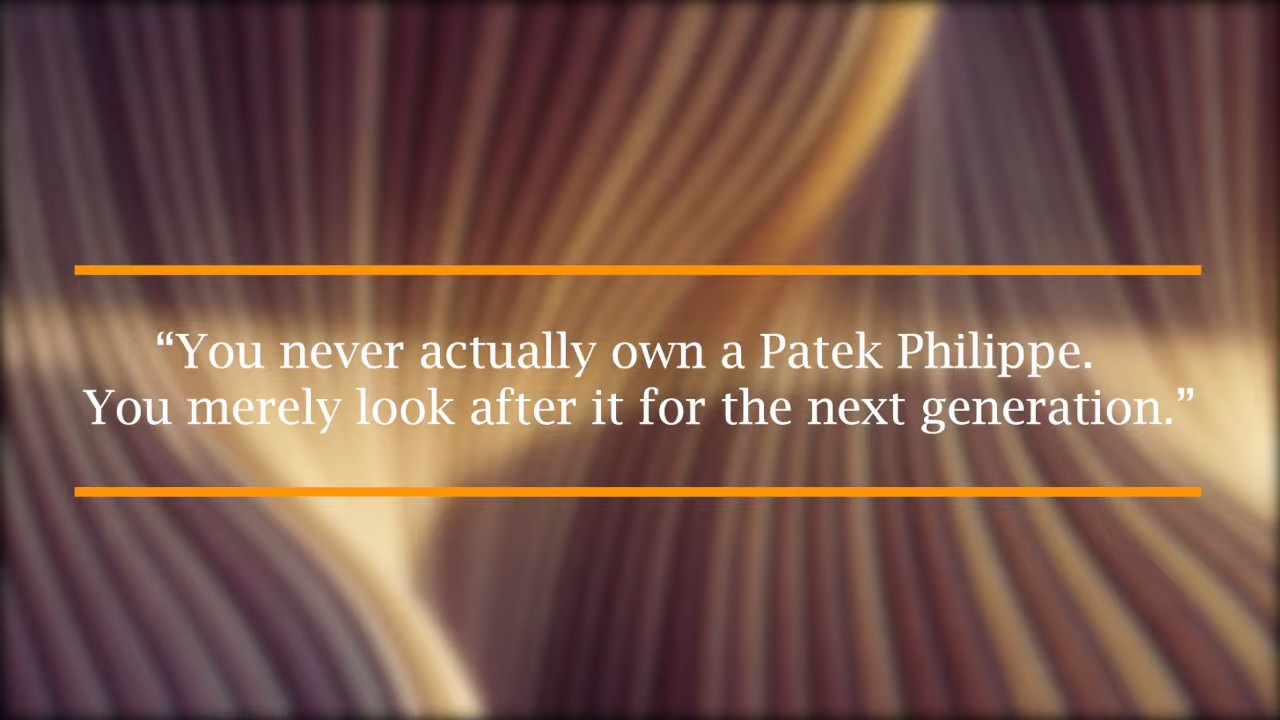 “You never actually own a Patek Philippe.
You merely look after it for the next generation.”